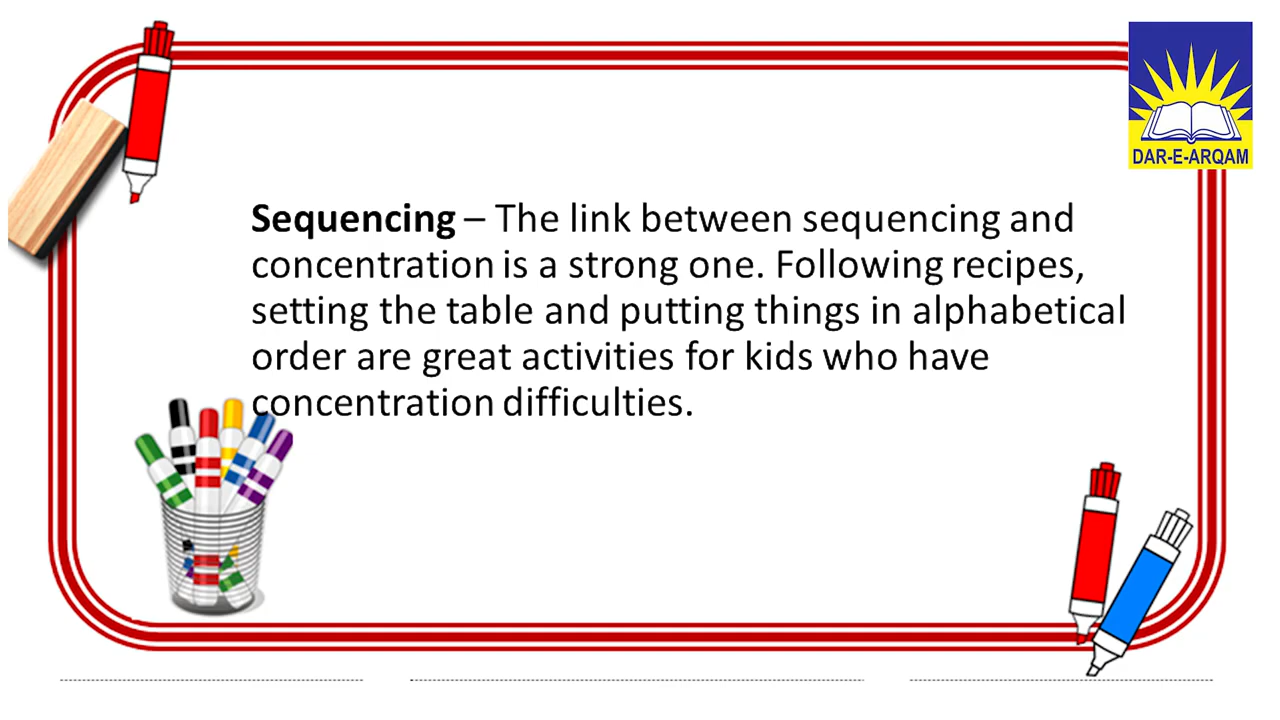 DAR-E-ARQAM
Sequencing – The link between sequencing and
concentration is a strong one. Following recipes,
setting the table and putting things in alphabetical
order are great activities for kids who have
concentration difficulties.